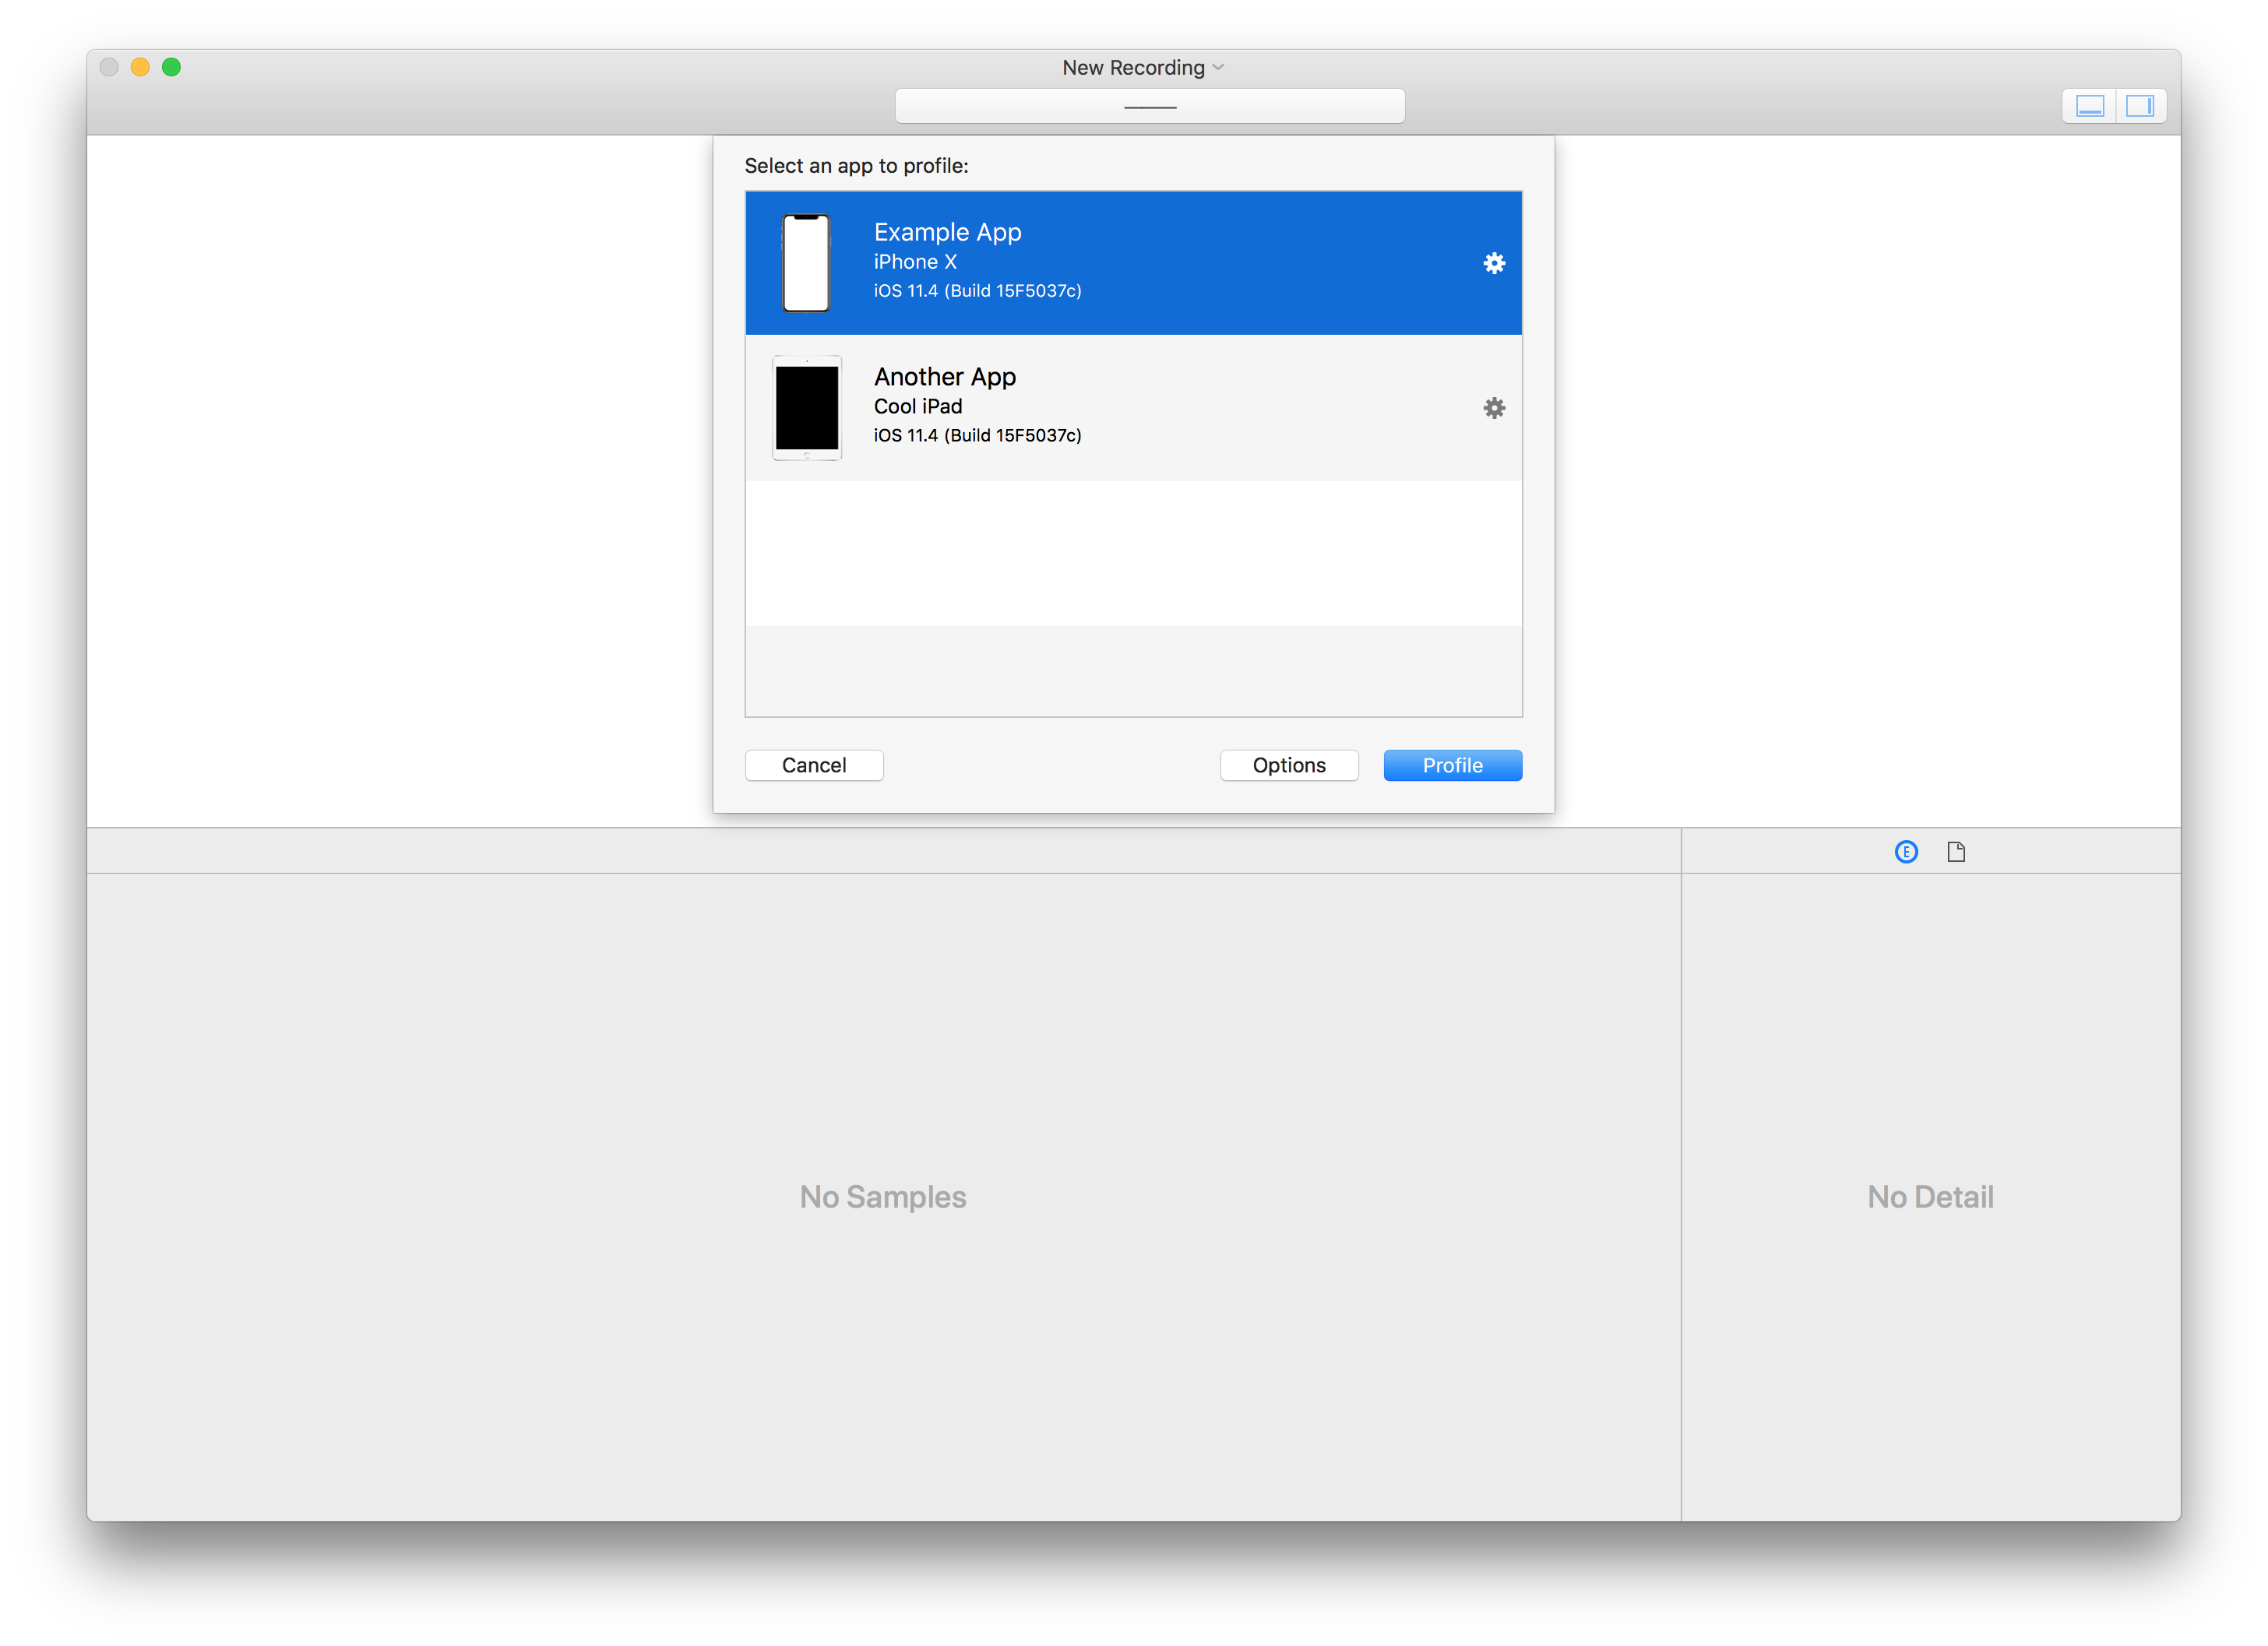 New Recording
Select an app to profile:
Example App
iPhone X
iOS 11.4 (Build 15F5037c)
Another App
Cool iPad
iOS 11.4 (Build 15F5037c)
Cancel
Options
Profile
E
No Samples
No Detail